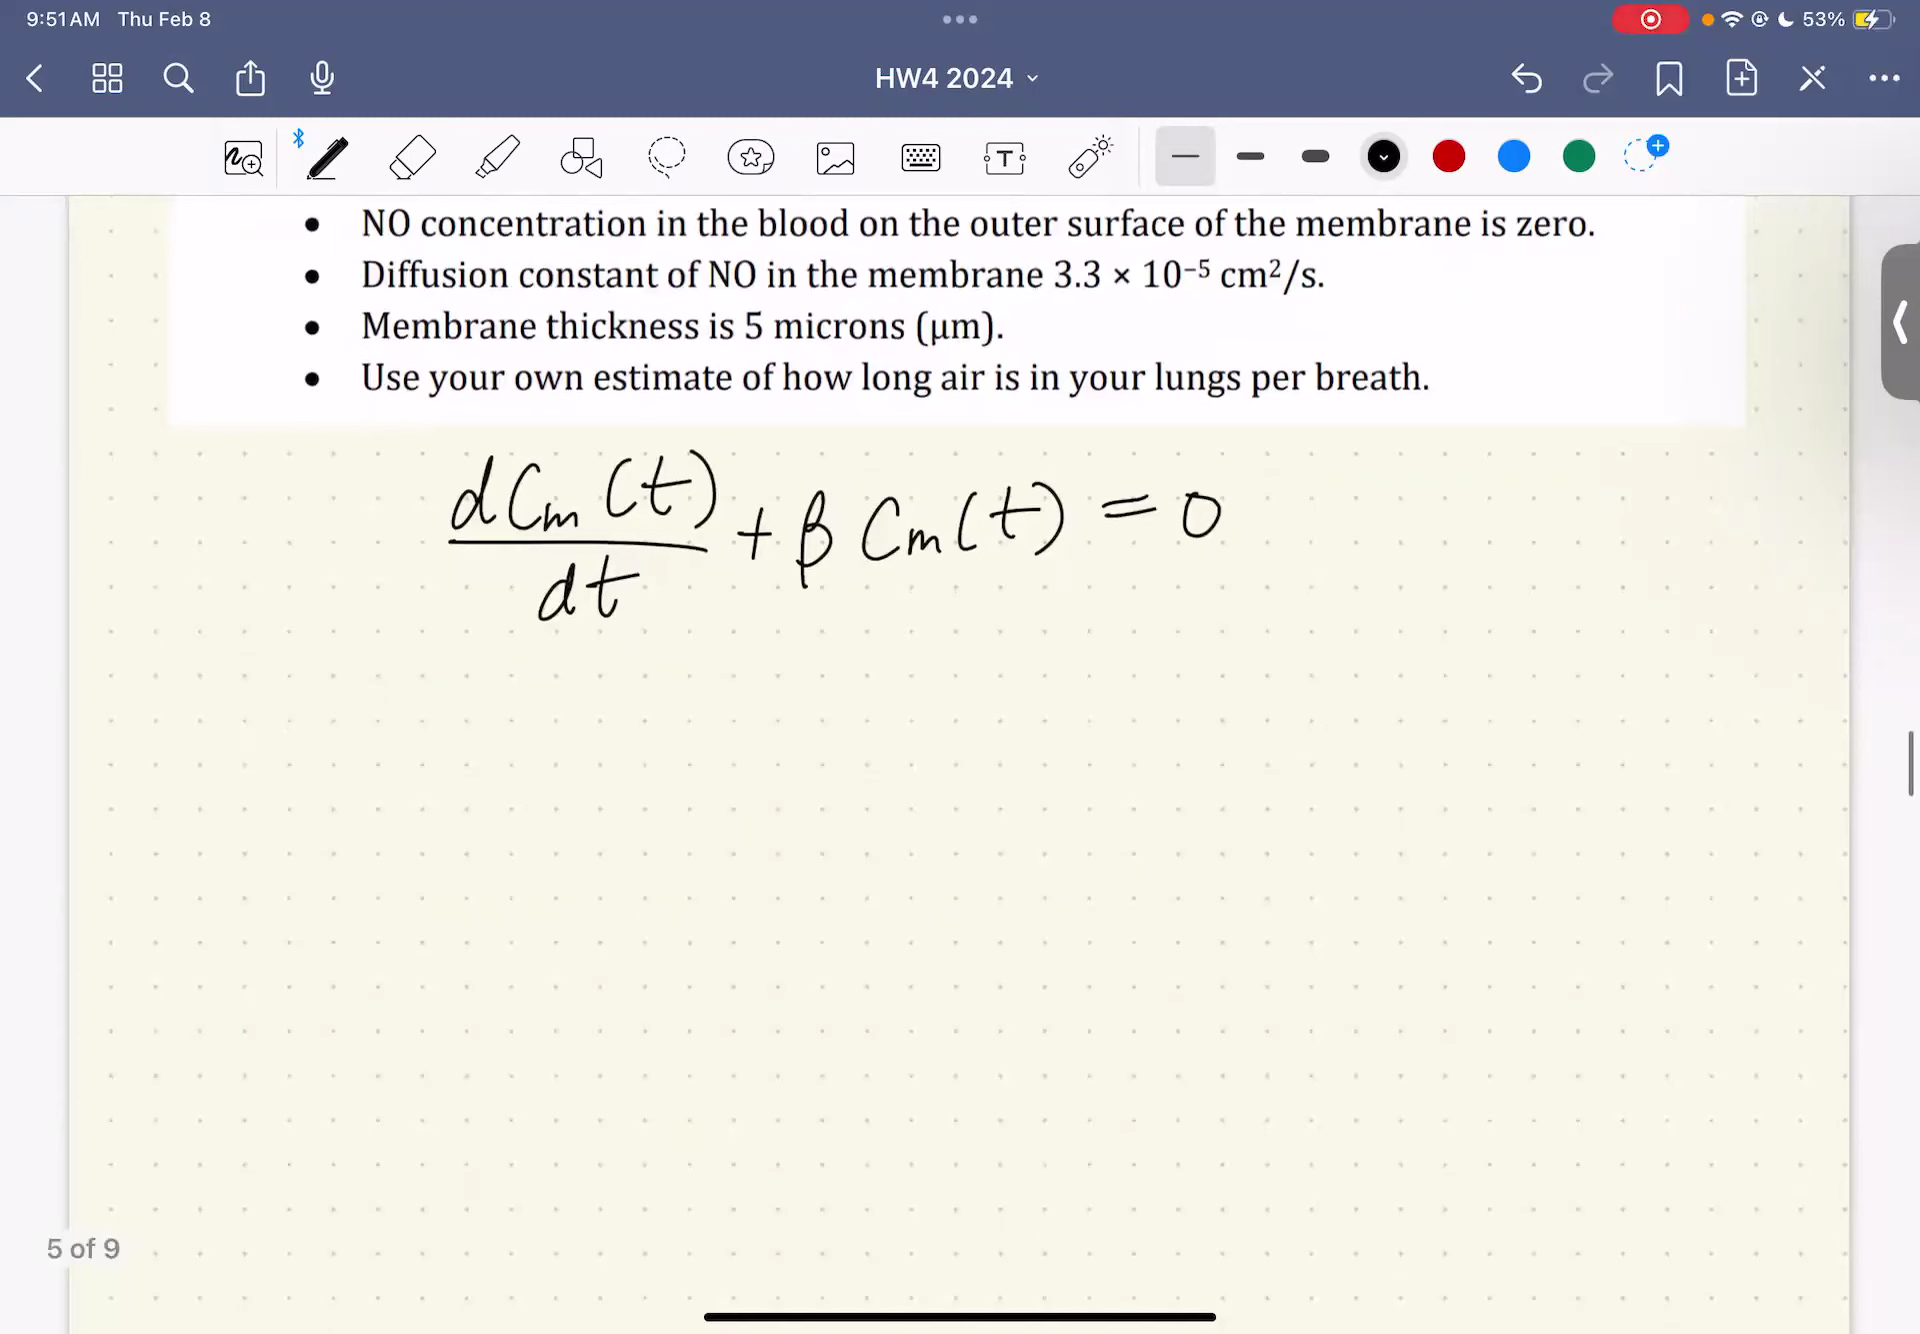 9:51 AM Thu Feb 8
53%
HW4 2024
T
• NO concentration in the blood on the outer surface of the membrane is zero.
• Diffusion constant of NO in the membrane 3.3 × 10⁻⁵ cm²/s.
• Membrane thickness is 5 microns (μm).
• Use your own estimate of how long air is in your lungs per breath.
dCm(t)/dt + β Cm(t) = 0
5 of 9